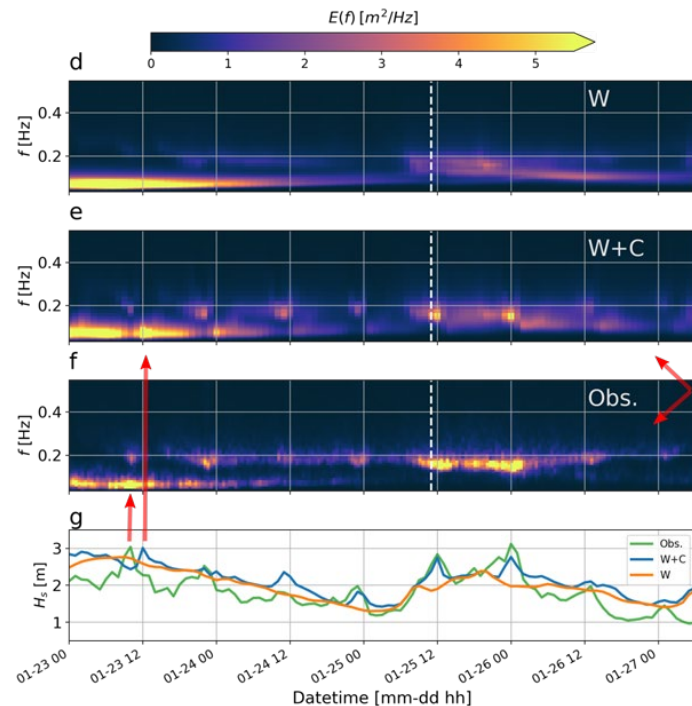 E(f) [m²/Hz]
0 1 2 3 4 5
d
W
f [Hz]
0.4
0.2
e
W+C
f [Hz]
0.4
0.2
f
Obs.
f [Hz]
0.4
0.2
g
Obs.
W+C
W
Hs [m]
3
2
1
01-23 00 01-23 12 01-24 00 01-24 12 01-25 00 01-25 12 01-26 00 01-26 12 01-27 00
Datetime [mm-dd hh]